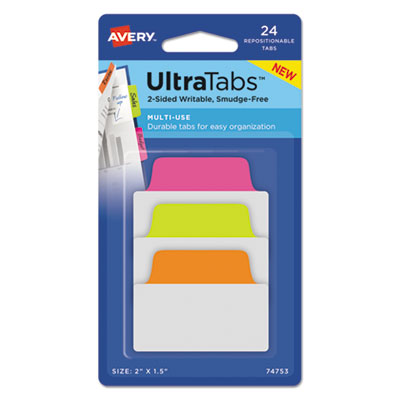 AVERY
24
REPOSITIONABLE
TABS
UltraTabs™
NEW
2-Sided Writable, Smudge-Free
MULTI-USE
Durable tabs for easy organization
SIZE: 2" X 1.5"
74753